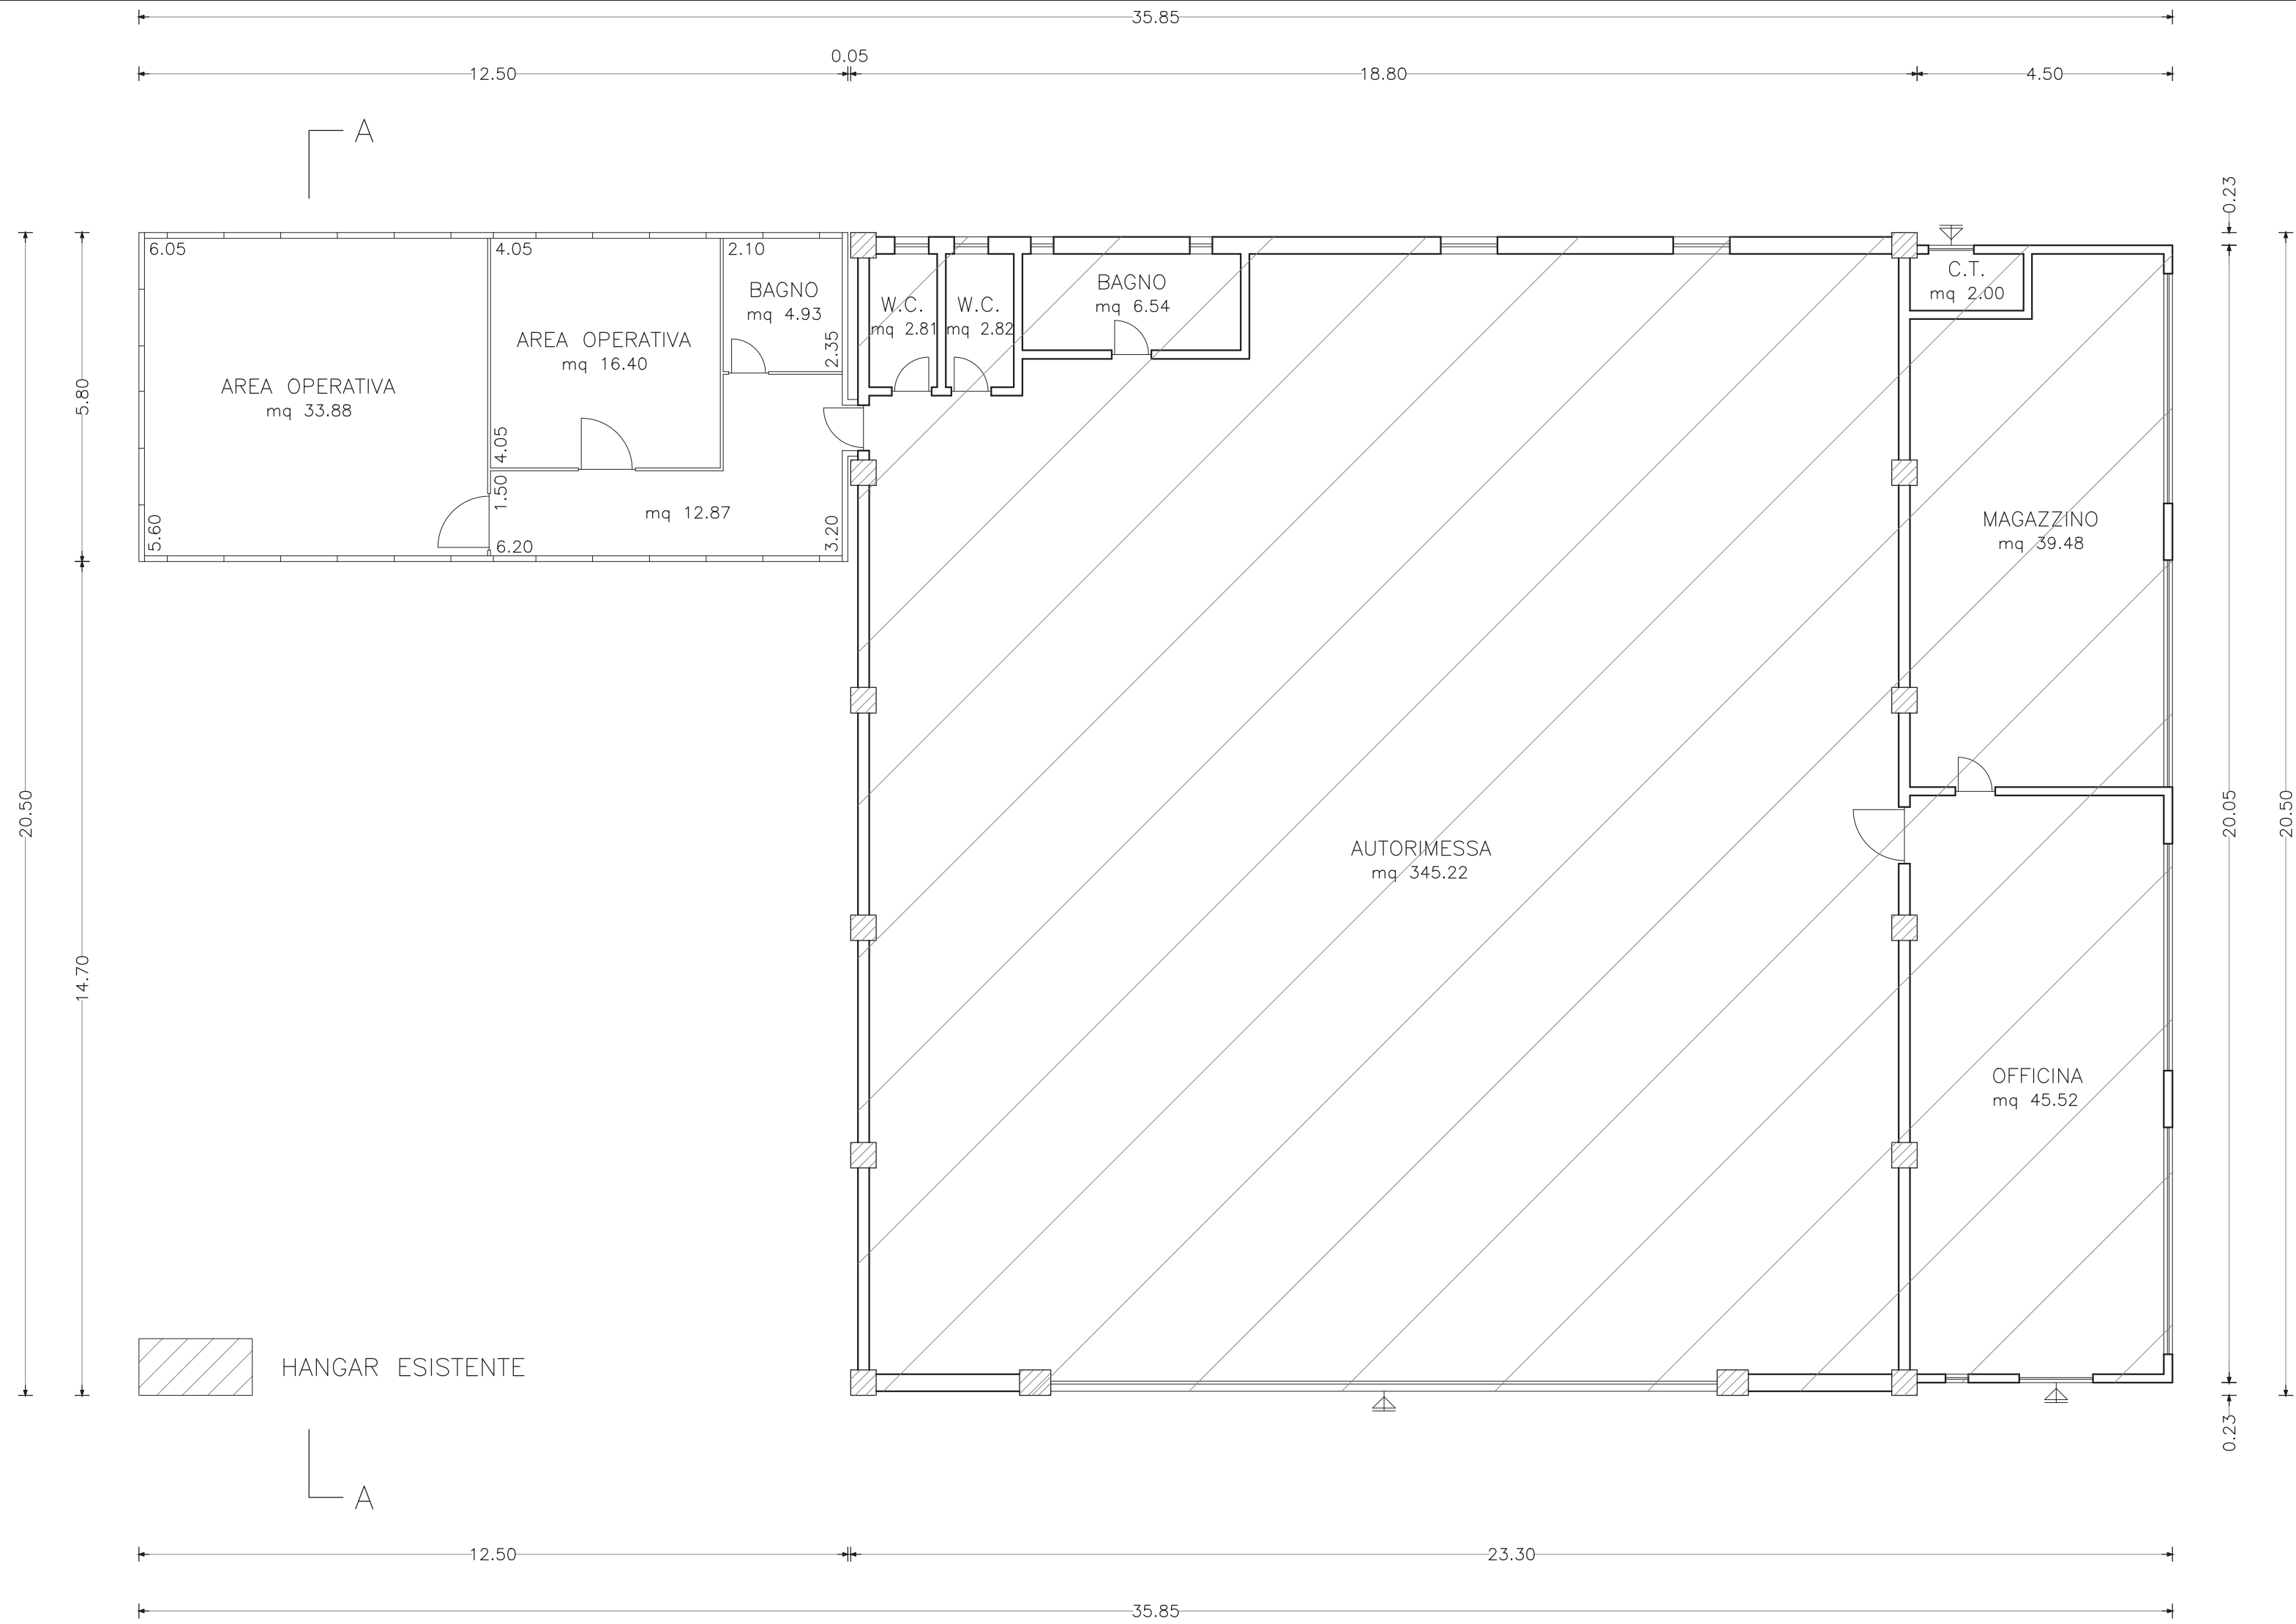 35.85
0.05
12.50
18.80
4.50
A
0.23
6.05
4.05
2.10
BAGNO
mq 4.93
2.35
AREA OPERATIVA
mq 16.40
AREA OPERATIVA
mq 33.88
4.05
1.50
mq 12.87
5.60
6.20
3.20
W.C.
mq 2.81
W.C.
mq 2.82
BAGNO
mq 6.54
C.T.
mq 2.00
MAGAZZINO
mq 39.48
5.80
20.50
14.70
AUTORIMESSA
mq 345.22
20.05
20.50
OFFICINA
mq 45.52
HANGAR ESISTENTE
0.23
A
12.50
23.30
35.85